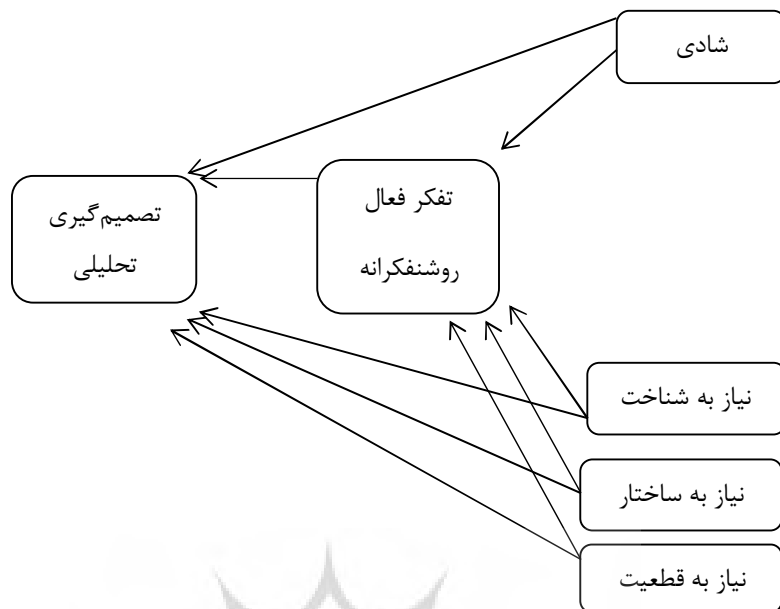 شادی
تفکر فعال
روشنفکرانه
تصمیم‌گیری
تحلیلی
نیاز به شناخت
نیاز به ساختار
نیاز به قطعیت